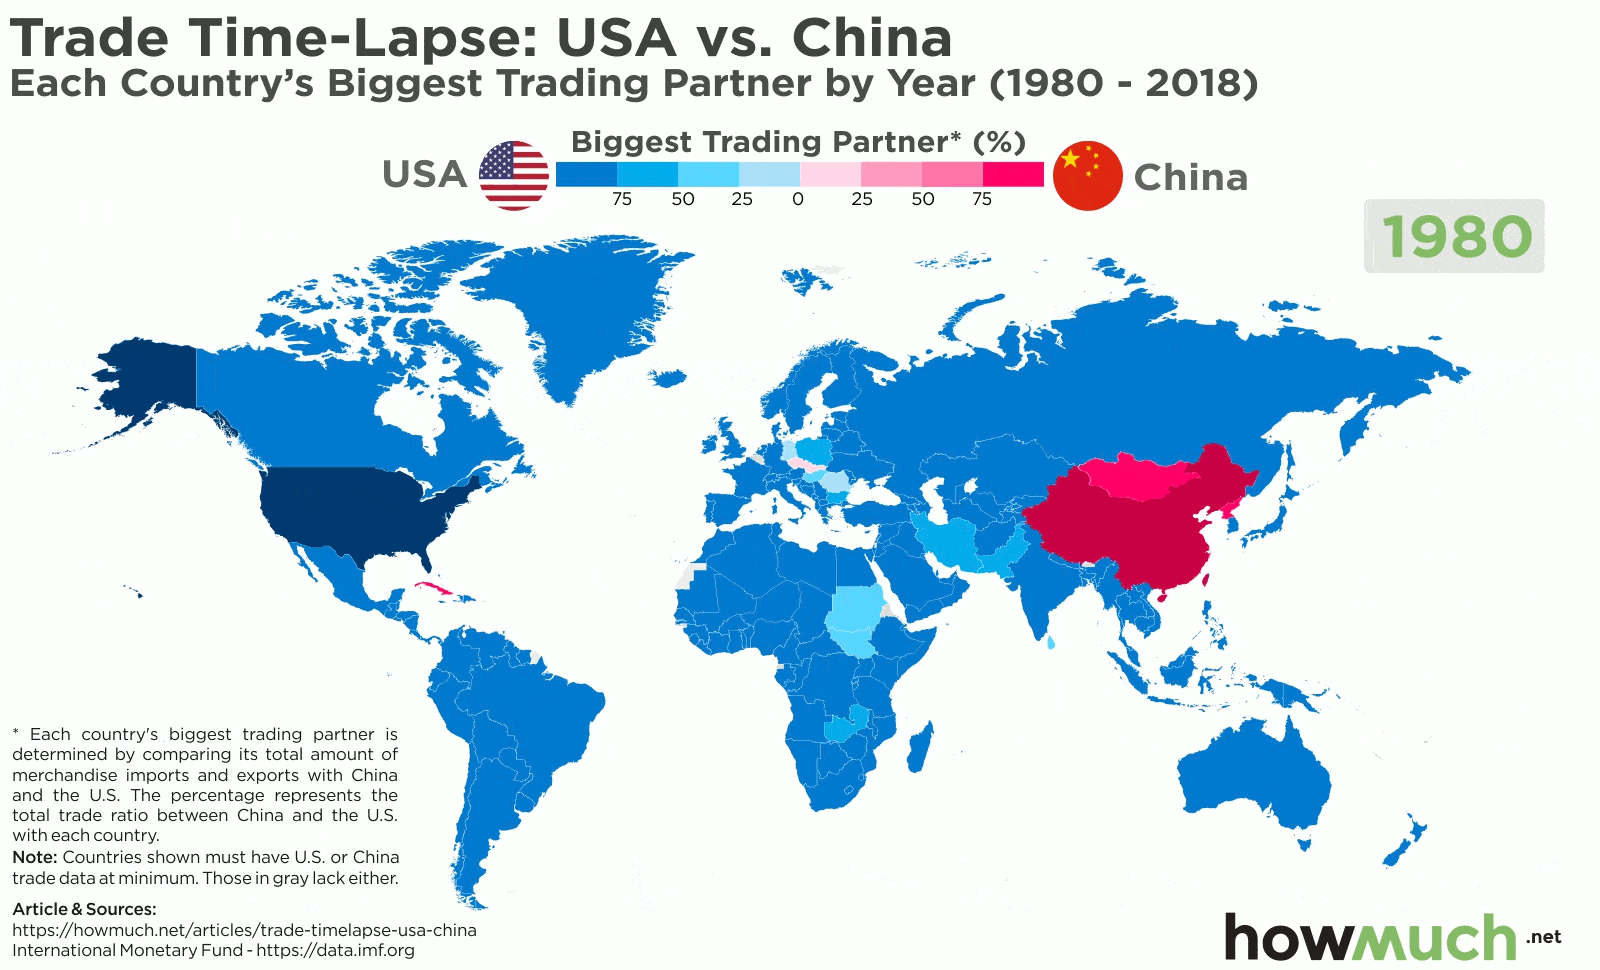 Trade Time-Lapse: USA vs. China
Each Country's Biggest Trading Partner by Year (1980 - 2018)
Biggest Trading Partner* (%)
USA
China
75 50 25 0 25 50 75
1980
* Each country's biggest trading partner is
determined by comparing its total amount of
merchandise imports and exports with China
and the U.S. The percentage represents the
total trade ratio between China and the U.S.
with each country.
Note: Countries shown must have U.S. or China
trade data at minimum. Those in gray lack either.
Article & Sources:
https://howmuch.net/articles/trade-timelapse-usa-china
International Monetary Fund - https://data.imf.org
howmuch.net